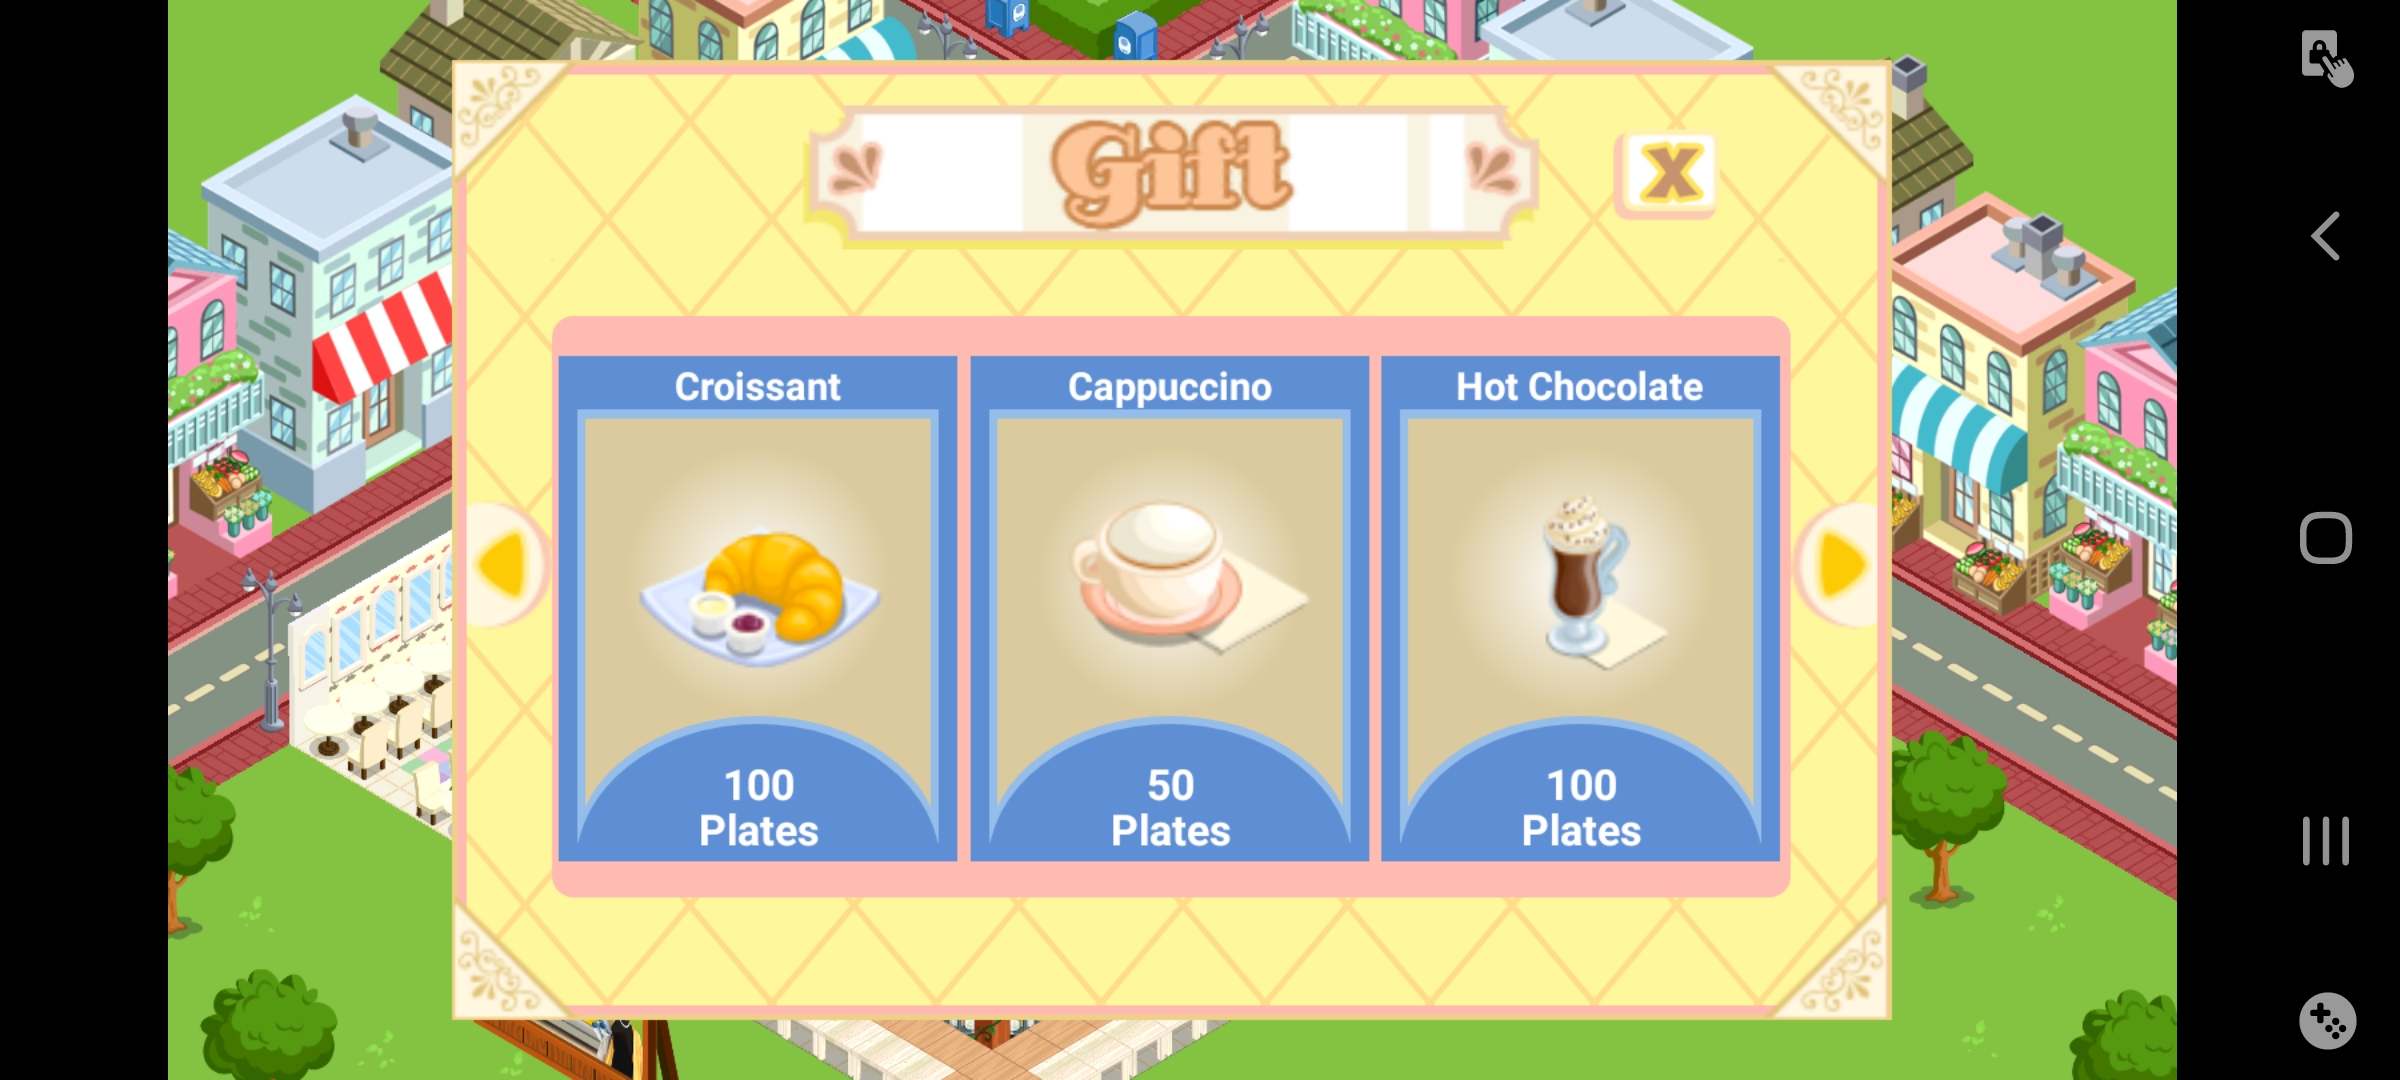 Gift
X
Croissant
Cappuccino
Hot Chocolate
100
Plates
50
Plates
100
Plates